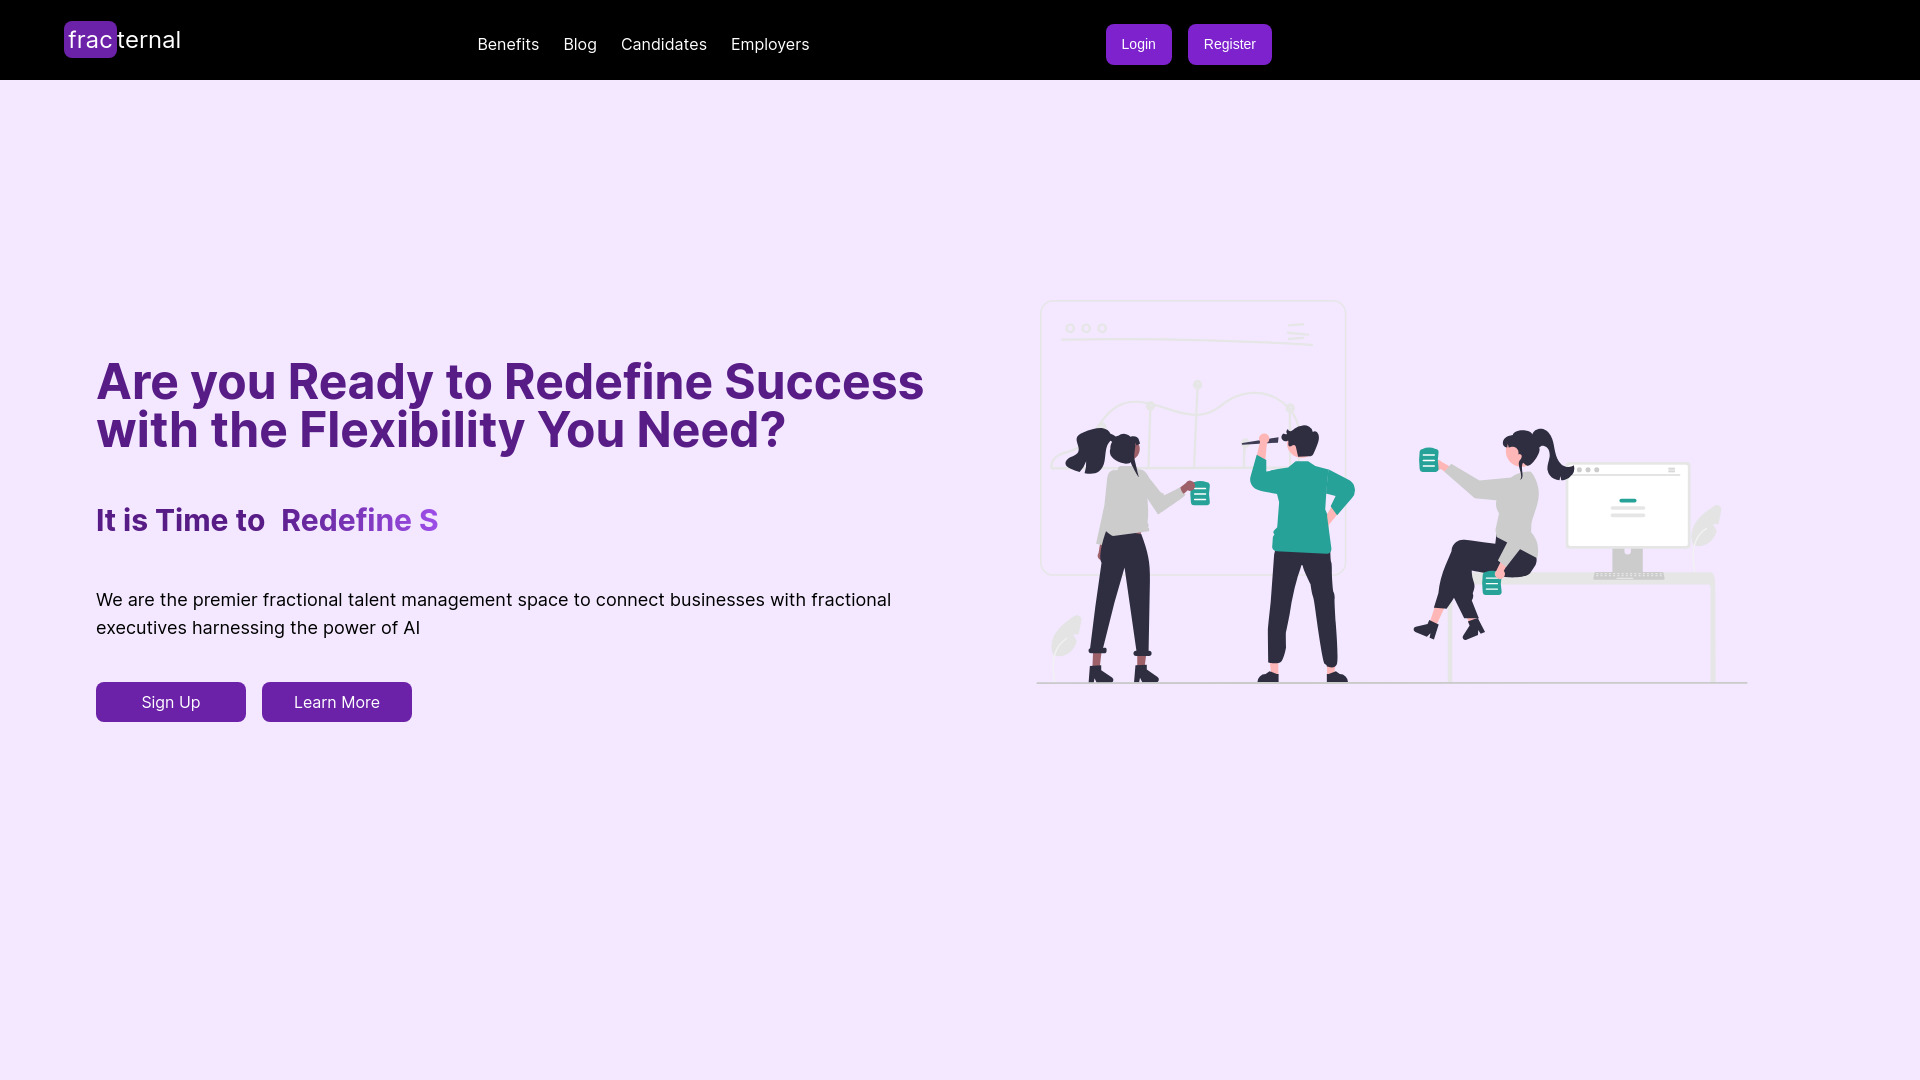 fracternal
Benefits
Blog
Candidates
Employers
Login
Register
Are you Ready to Redefine Success
with the Flexibility You Need?
It is Time to Redefine S
We are the premier fractional talent management space to connect businesses with fractional
executives harnessing the power of AI
Sign Up
Learn More